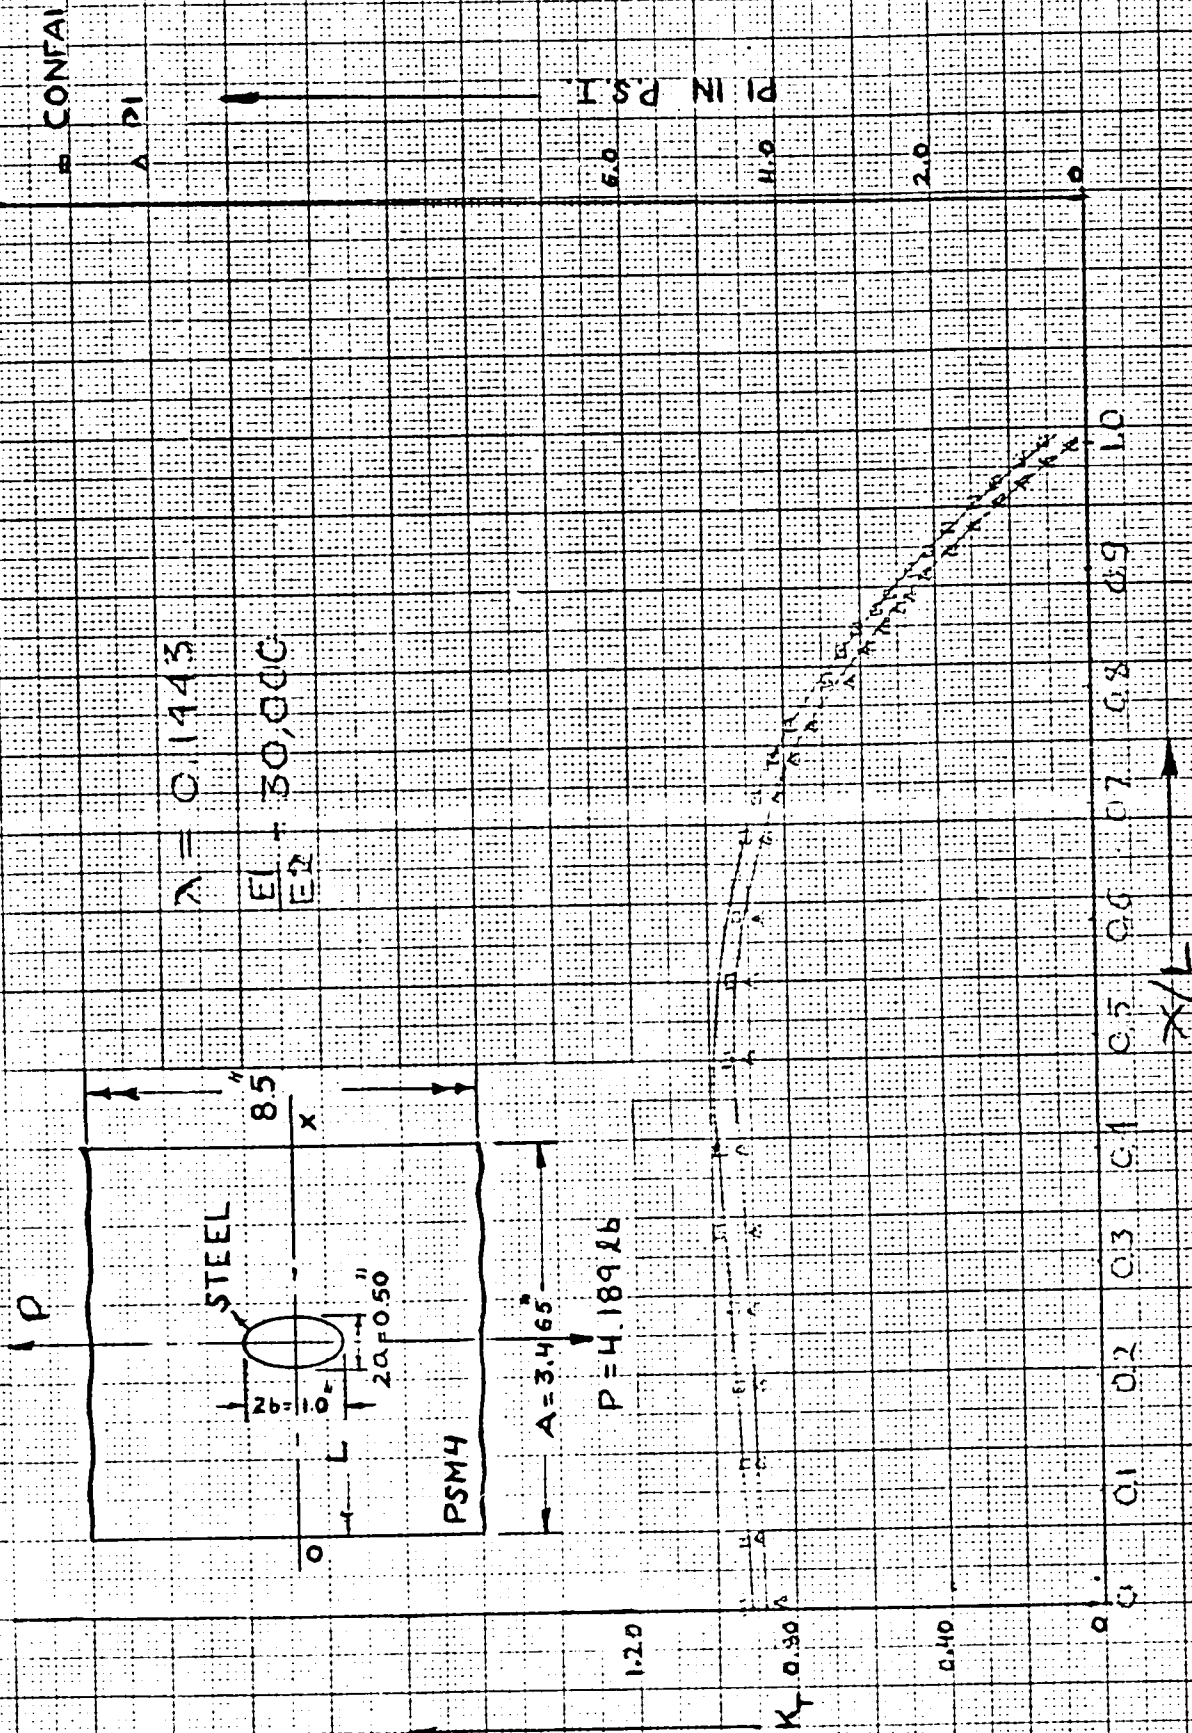 P
STEEL
8.5"
X
2b=1.0"
2a=0.50"
L
PSM4
O
A=3.465"
P=4.189 lb
λ = 0.1443
E1
E2
= 30,000
CONFAI
P1
P1 IN P.S.I.
6.0
4.0
2.0
0
1.20
K_T 0.80
0.40
0
0 0.1 0.2 0.3 0.4 0.5 0.6 0.7 0.8 0.9 1.0
X/L